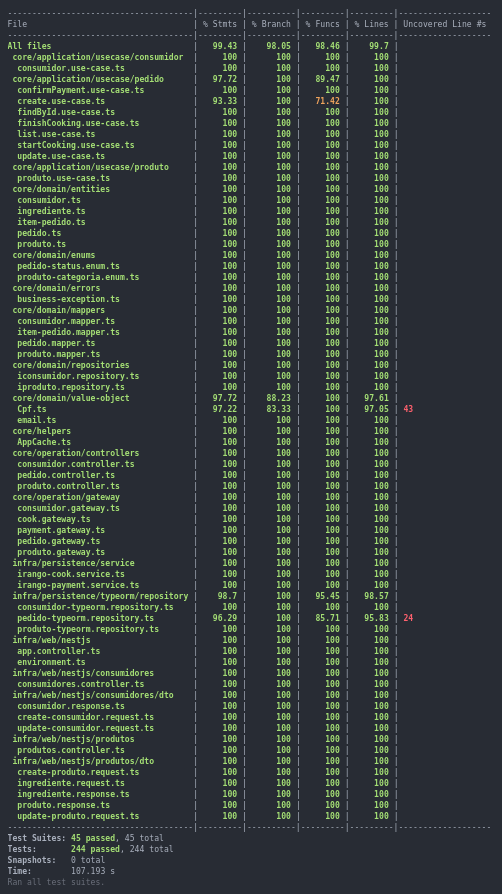 -------------------------------------|---------|----------|---------|---------|-------------------
File | % Stmts | % Branch | % Funcs | % Lines | Uncovered Line #s
-------------------------------------|---------|----------|---------|---------|-------------------
All files | 99.43 | 98.05 | 98.46 | 99.7 |
core/application/usecase/consumidor | 100 | 100 | 100 | 100 |
consumidor.use-case.ts | 100 | 100 | 100 | 100 |
core/application/usecase/pedido | 97.72 | 100 | 89.47 | 100 |
confirmPayment.use-case.ts | 100 | 100 | 100 | 100 |
create.use-case.ts | 93.33 | 100 | 71.42 | 100 |
findById.use-case.ts | 100 | 100 | 100 | 100 |
finishCooking.use-case.ts | 100 | 100 | 100 | 100 |
list.use-case.ts | 100 | 100 | 100 | 100 |
startCooking.use-case.ts | 100 | 100 | 100 | 100 |
update.use-case.ts | 100 | 100 | 100 | 100 |
core/application/usecase/produto | 100 | 100 | 100 | 100 |
produto.use-case.ts | 100 | 100 | 100 | 100 |
core/domain/entities | 100 | 100 | 100 | 100 |
consumidor.ts | 100 | 100 | 100 | 100 |
ingrediente.ts | 100 | 100 | 100 | 100 |
item-pedido.ts | 100 | 100 | 100 | 100 |
pedido.ts | 100 | 100 | 100 | 100 |
produto.ts | 100 | 100 | 100 | 100 |
core/domain/enums | 100 | 100 | 100 | 100 |
pedido-status.enum.ts | 100 | 100 | 100 | 100 |
produto-categoria.enum.ts | 100 | 100 | 100 | 100 |
core/domain/errors | 100 | 100 | 100 | 100 |
business-exception.ts | 100 | 100 | 100 | 100 |
core/domain/mappers | 100 | 100 | 100 | 100 |
consumidor.mapper.ts | 100 | 100 | 100 | 100 |
item-pedido.mapper.ts | 100 | 100 | 100 | 100 |
pedido.mapper.ts | 100 | 100 | 100 | 100 |
produto.mapper.ts | 100 | 100 | 100 | 100 |
core/domain/repositories | 100 | 100 | 100 | 100 |
iconsumidor.repository.ts | 100 | 100 | 100 | 100 |
iproduto.repository.ts | 100 | 100 | 100 | 100 |
core/domain/value-object | 97.72 | 88.23 | 100 | 97.61 |
Cpf.ts | 97.22 | 83.33 | 100 | 97.05 | 43
email.ts | 100 | 100 | 100 | 100 |
core/helpers | 100 | 100 | 100 | 100 |
AppCache.ts | 100 | 100 | 100 | 100 |
core/operation/controllers | 100 | 100 | 100 | 100 |
consumidor.controller.ts | 100 | 100 | 100 | 100 |
pedido.controller.ts | 100 | 100 | 100 | 100 |
produto.controller.ts | 100 | 100 | 100 | 100 |
core/operation/gateway | 100 | 100 | 100 | 100 |
consumidor.gateway.ts | 100 | 100 | 100 | 100 |
cook.gateway.ts | 100 | 100 | 100 | 100 |
payment.gateway.ts | 100 | 100 | 100 | 100 |
pedido.gateway.ts | 100 | 100 | 100 | 100 |
produto.gateway.ts | 100 | 100 | 100 | 100 |
infra/persistence/service | 100 | 100 | 100 | 100 |
irango-cook.service.ts | 100 | 100 | 100 | 100 |
irango-payment.service.ts | 100 | 100 | 100 | 100 |
infra/persistence/typeorm/repository | 98.7 | 100 | 95.45 | 98.57 |
consumidor-typeorm.repository.ts | 100 | 100 | 100 | 100 |
pedido-typeorm.repository.ts | 96.29 | 100 | 85.71 | 95.83 | 24
produto-typeorm.repository.ts | 100 | 100 | 100 | 100 |
infra/web/nestjs | 100 | 100 | 100 | 100 |
app.controller.ts | 100 | 100 | 100 | 100 |
environment.ts | 100 | 100 | 100 | 100 |
infra/web/nestjs/consumidores | 100 | 100 | 100 | 100 |
consumidores.controller.ts | 100 | 100 | 100 | 100 |
infra/web/nestjs/consumidores/dto | 100 | 100 | 100 | 100 |
consumidor.response.ts | 100 | 100 | 100 | 100 |
create-consumidor.request.ts | 100 | 100 | 100 | 100 |
update-consumidor.request.ts | 100 | 100 | 100 | 100 |
infra/web/nestjs/produtos | 100 | 100 | 100 | 100 |
produtos.controller.ts | 100 | 100 | 100 | 100 |
infra/web/nestjs/produtos/dto | 100 | 100 | 100 | 100 |
create-produto.request.ts | 100 | 100 | 100 | 100 |
ingrediente.request.ts | 100 | 100 | 100 | 100 |
ingrediente.response.ts | 100 | 100 | 100 | 100 |
produto.response.ts | 100 | 100 | 100 | 100 |
update-produto.request.ts | 100 | 100 | 100 | 100 |
-------------------------------------|---------|----------|---------|---------|-------------------
Test Suites: 45 passed, 45 total
Tests: 244 passed, 244 total
Snapshots: 0 total
Time: 107.193 s
Ran all test suites.